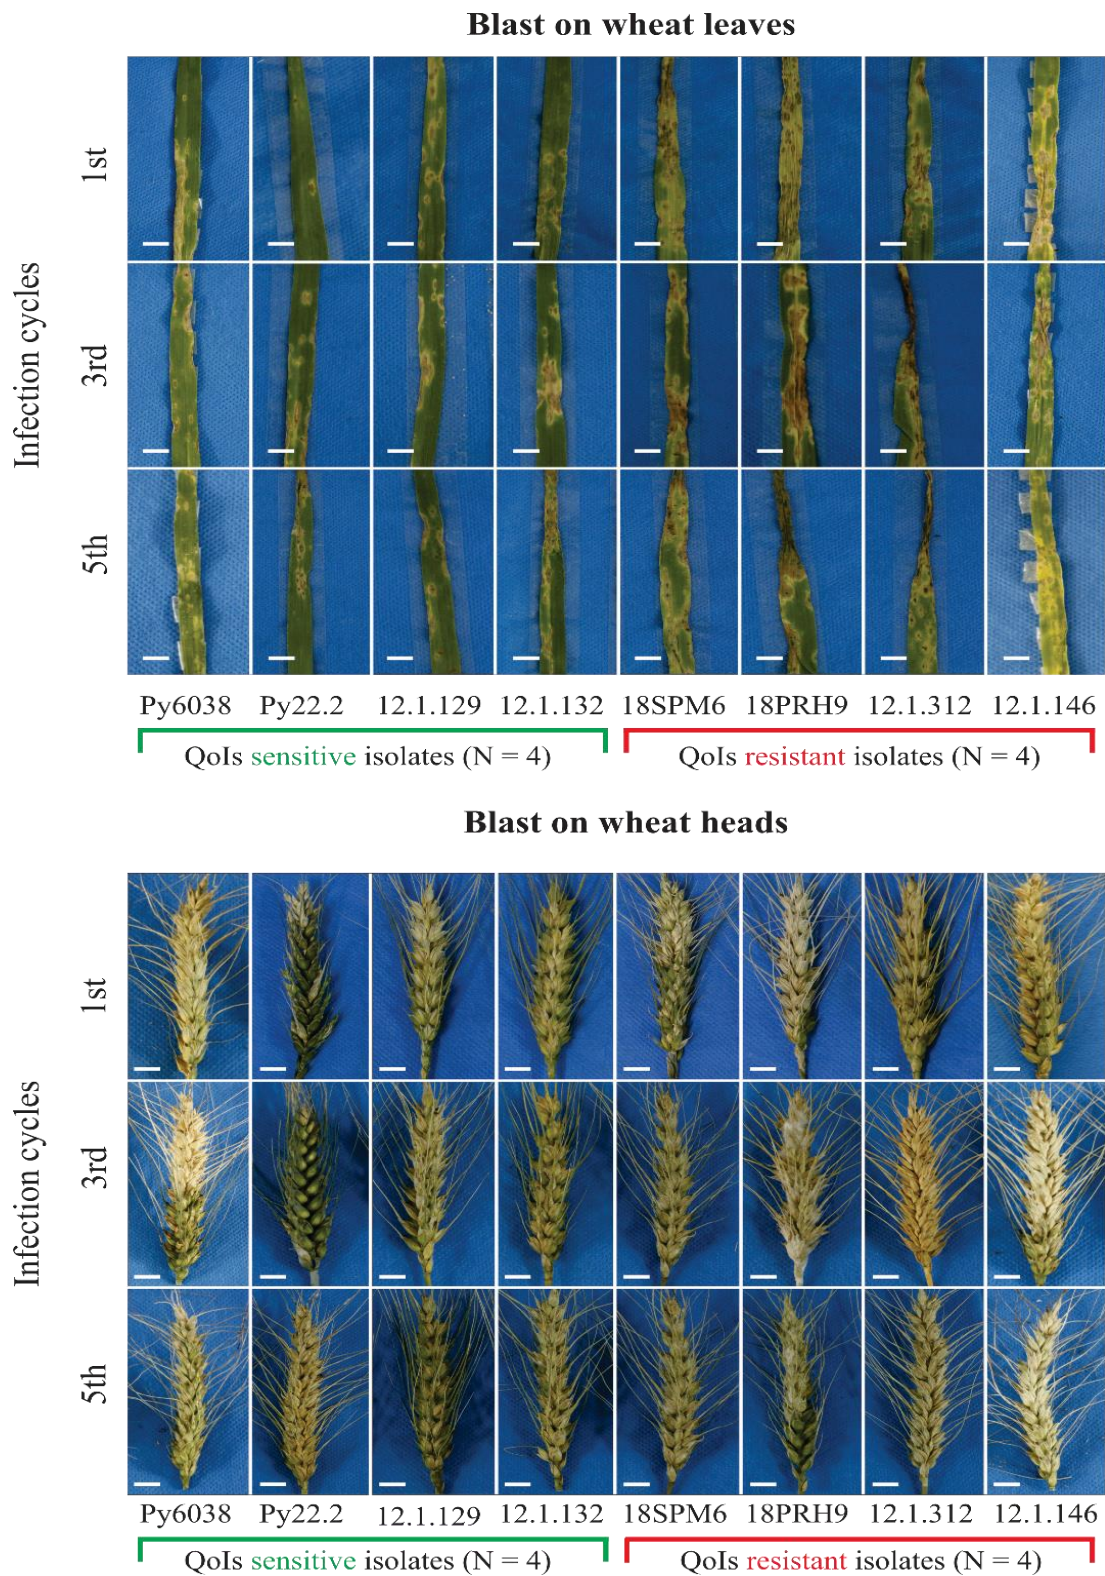 Blast on wheat leaves
Infection cycles
1st
3rd
5th
Py6038 Py22.2 12.1.129 12.1.132 18SPM6 18PRH9 12.1.312 12.1.146
QoIs sensitive isolates (N = 4) QoIs resistant isolates (N = 4)
Blast on wheat heads
Infection cycles
1st
3rd
5th
Py6038 Py22.2 12.1.129 12.1.132 18SPM6 18PRH9 12.1.312 12.1.146
QoIs sensitive isolates (N = 4) QoIs resistant isolates (N = 4)